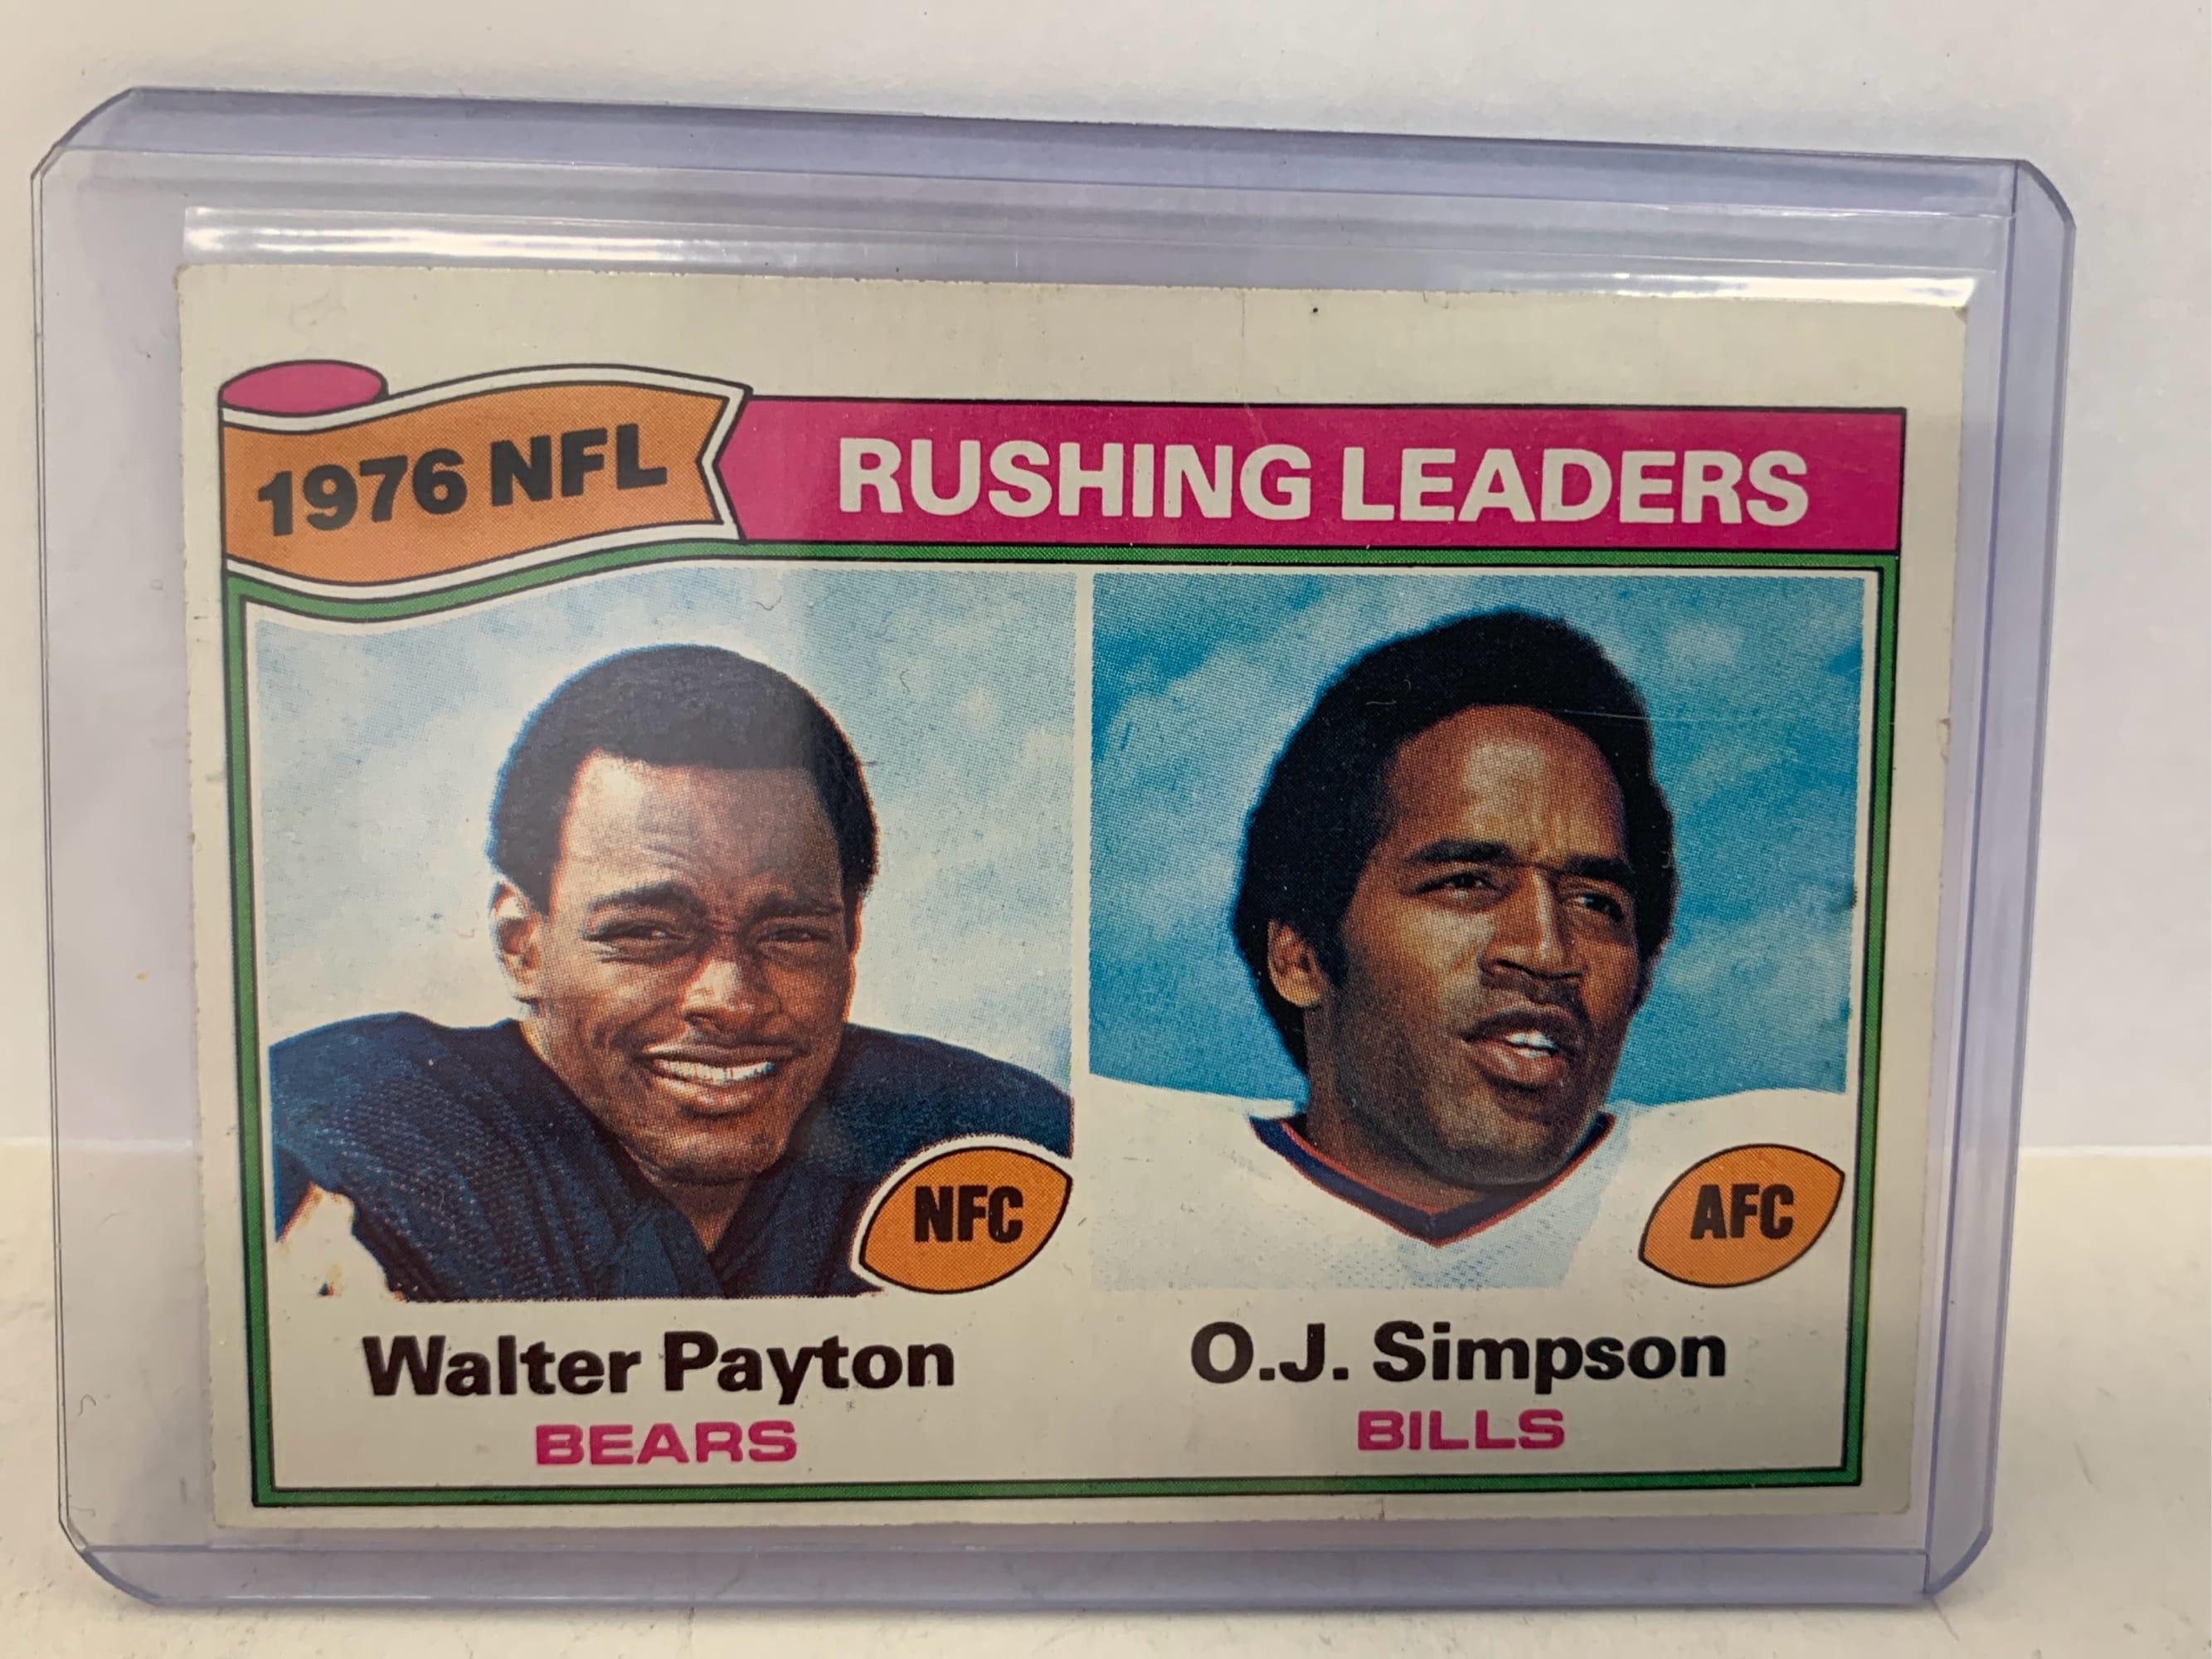 1976 NFL
RUSHING LEADERS
NFC
AFC
Walter Payton
BEARS
O.J. Simpson
BILLS